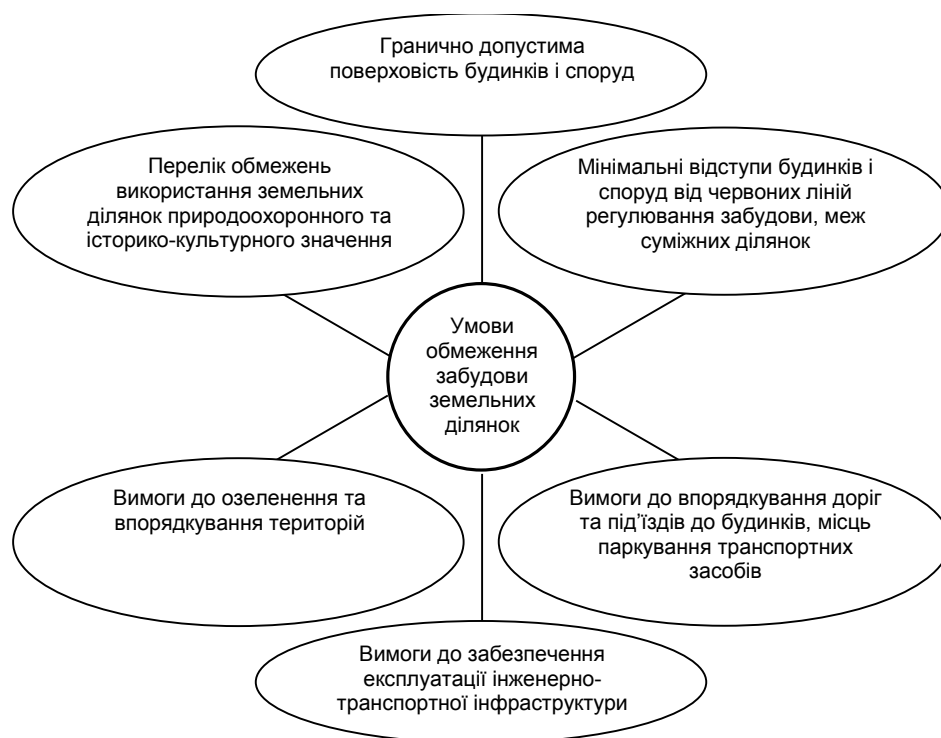 Гранично допустима
поверховість будинків і споруд
Перелік обмежень
використання земельних
ділянок природоохоронного та
історико-культурного значення
Мінімальні відступи будинків і
споруд від червоних ліній
регулювання забудови, меж
суміжних ділянок
Умови
обмеження
забудови
земельних
ділянок
Вимоги до озеленення та
впорядкування територій
Вимоги до впорядкування доріг
та під’їздів до будинків, місць
паркування транспортних
засобів
Вимоги до забезпечення
експлуатації інженерно-
транспортної інфраструктури